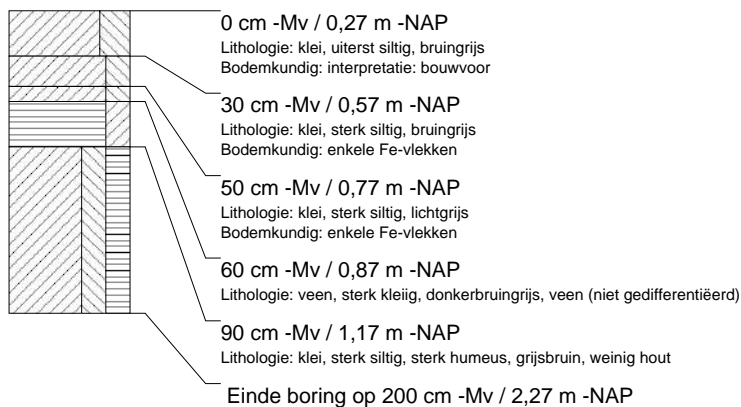 0 cm -Mv / 0,27 m -NAP
Lithologie: klei, uiterst siltig, bruingrijs
Bodemkundig: interpretatie: bouwvoor
30 cm -Mv / 0,57 m -NAP
Lithologie: klei, sterk siltig, bruingrijs
Bodemkundig: enkele Fe-vlekken
50 cm -Mv / 0,77 m -NAP
Lithologie: klei, sterk siltig, lichtgrijs
Bodemkundig: enkele Fe-vlekken
60 cm -Mv / 0,87 m -NAP
Lithologie: veen, sterk kleiig, donkerbruingrijs, veen (niet gedifferentiëerd)
90 cm -Mv / 1,17 m -NAP
Lithologie: klei, sterk siltig, sterk humeus, grijsbruin, weinig hout
Einde boring op 200 cm -Mv / 2,27 m -NAP